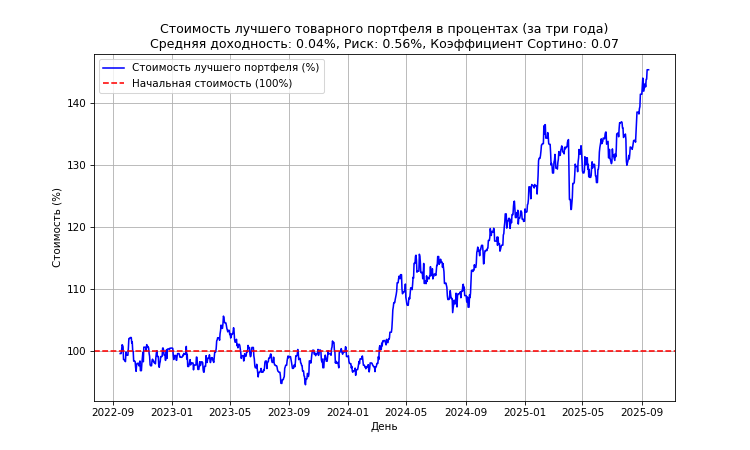 Стоимость лучшего товарного портфеля в процентах (за три года)
Средняя доходность: 0.04%, Риск: 0.56%, Коэффициент Сортино: 0.07
Стоимость лучшего портфеля (%)
Начальная стоимость (100%)
Стоимость (%)
140
130
120
110
100
2022-09 2023-01 2023-05 2023-09 2024-01 2024-05 2024-09 2025-01 2025-05 2025-09
День